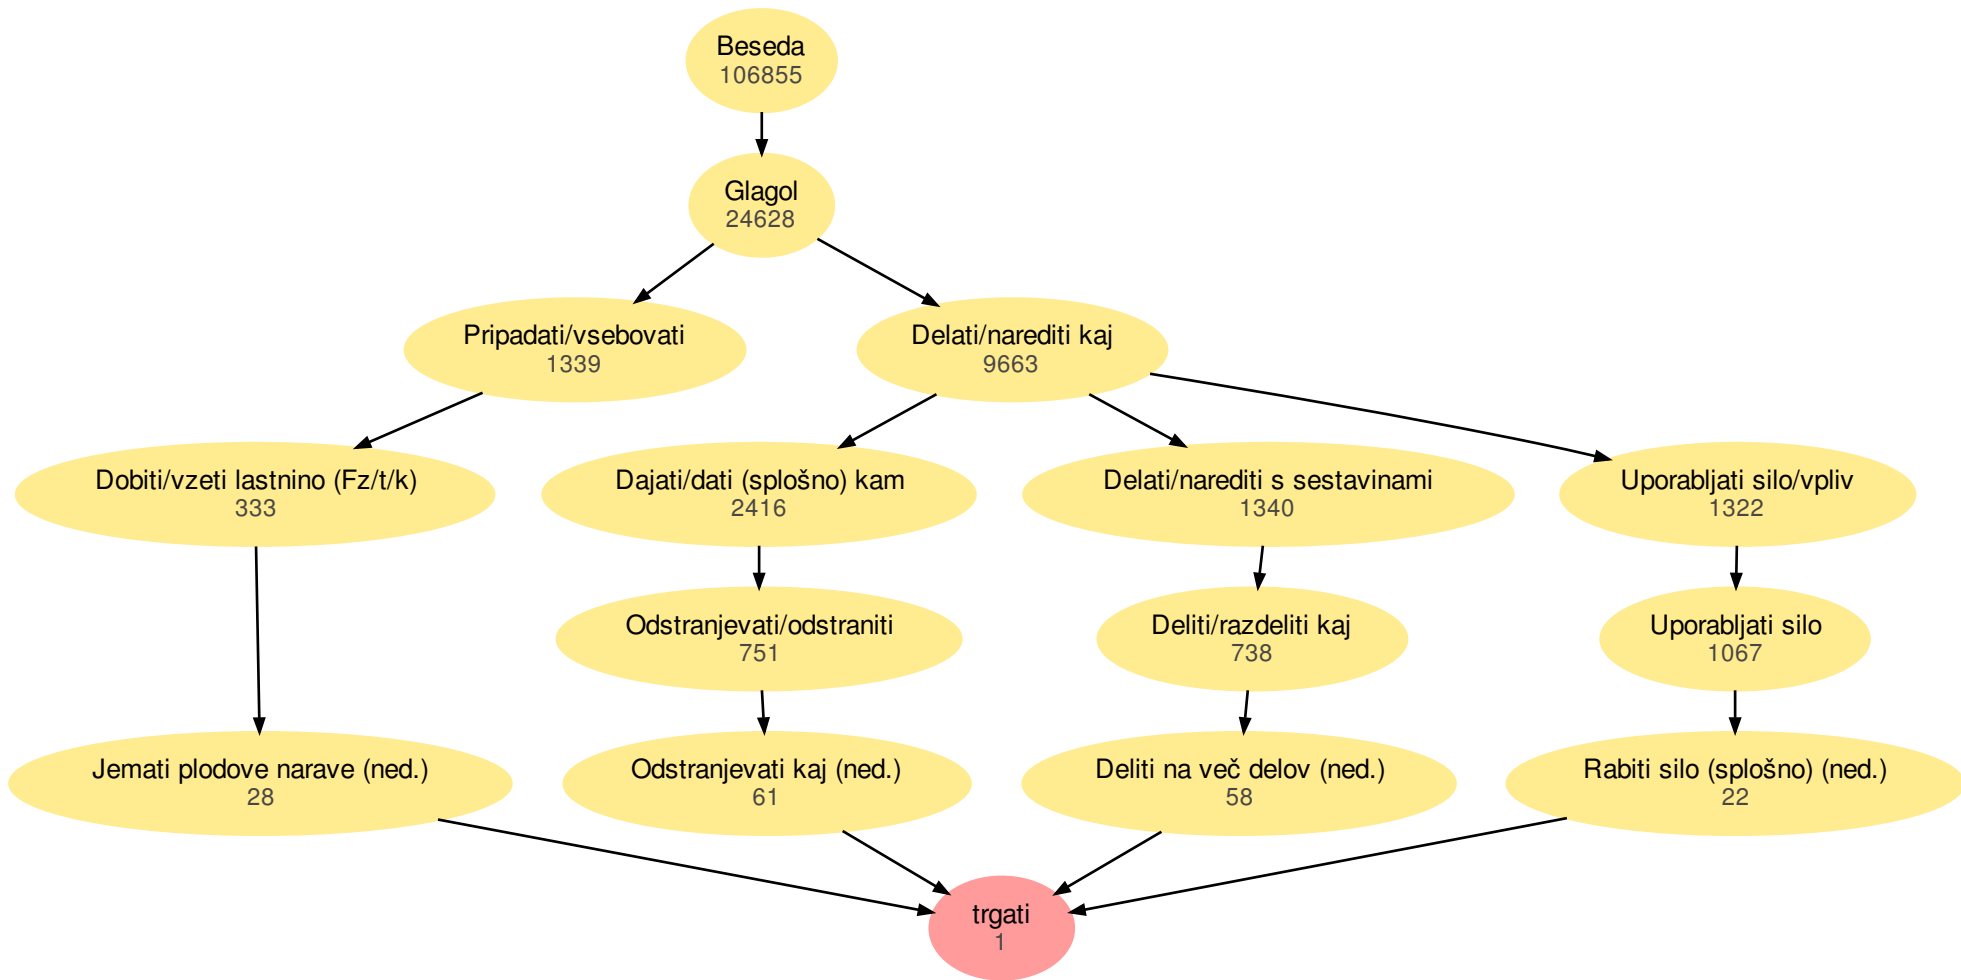 Beseda
106855
Glagol
24628
Pripadati/vsebovati
1339
Delati/narediti kaj
9663
Dobiti/vzeti lastnino (Fz/t/k)
333
Dajati/dati (splošno) kam
2416
Delati/narediti s sestavinami
1340
Uporabljati silo/vpliv
1322
Odstranjevati/odstraniti
751
Deliti/razdeliti kaj
738
Uporabljati silo
1067
Jemati plodove narave (ned.)
28
Odstranjevati kaj (ned.)
61
Deliti na več delov (ned.)
58
Rabiti silo (splošno) (ned.)
22
trgati
1